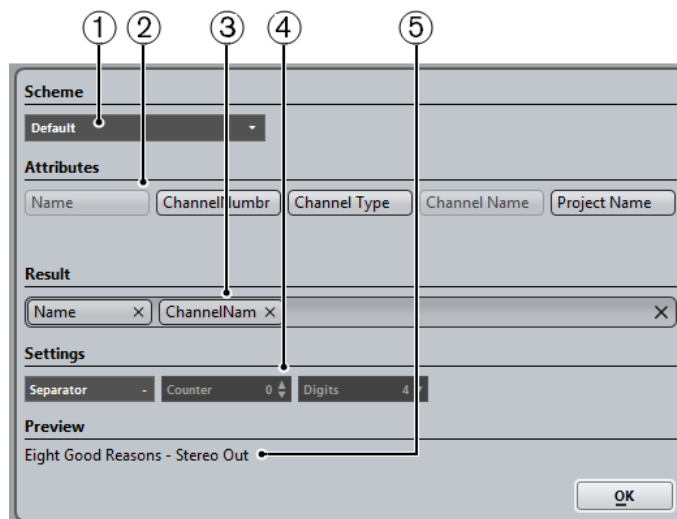 ① ② ③ ④ ⑤
Scheme
Default
Attributes
Name ChannelNumbr Channel Type Channel Name Project Name
Result
Name × ChannelNam × ×
Settings
Separator - Counter 0 Digits 4
Preview
Eight Good Reasons - Stereo Out
OK